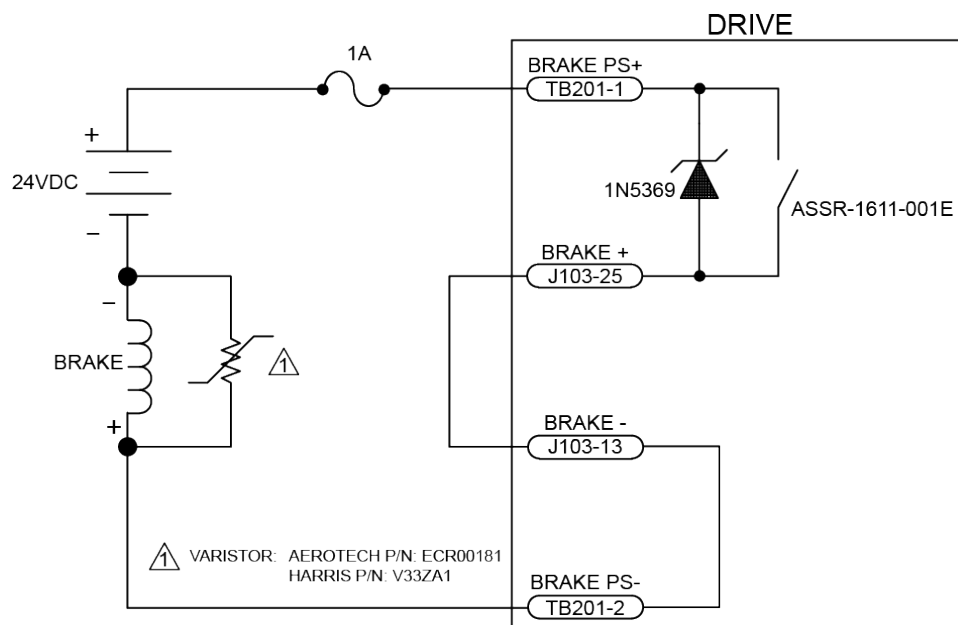 DRIVE
1A
BRAKE PS+
TB201-1
+
24VDC
−
1N5369
ASSR-1611-001E
BRAKE +
J103-25
−
BRAKE
1
+
BRAKE -
J103-13
1 VARISTOR: AEROTECH P/N: ECR00181
HARRIS P/N: V33ZA1
BRAKE PS-
TB201-2